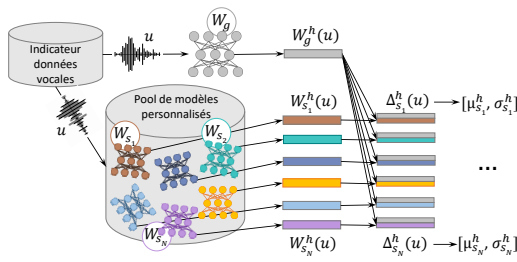 Indicateur
données
vocales
u
u
W_g
W_g^h(u)
Pool de modèles
personnalisés
W_{s_1}
W_{s_2}
W_{s_N}
W_{s_1}^h(u)
Δ_{s_1}^h(u)
[μ_{s_1}^h, σ_{s_1}^h]
...
W_{s_N}^h(u)
Δ_{s_N}^h(u)
[μ_{s_N}^h, σ_{s_N}^h]